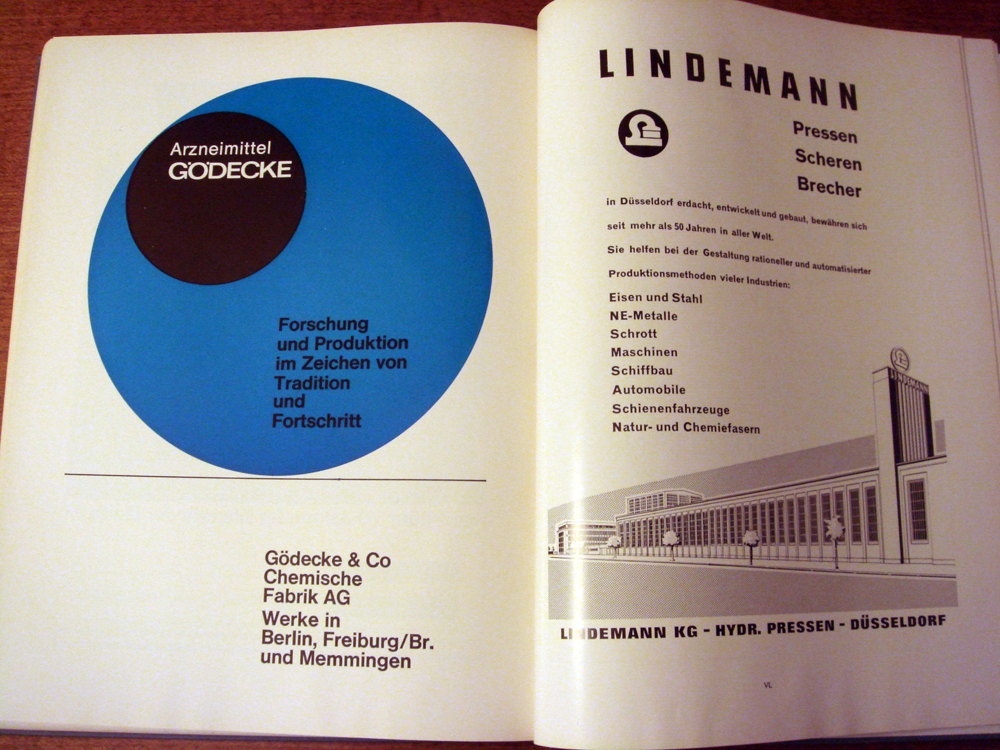 Arzneimittel
GÖDECKE
Forschung
und Produktion
im Zeichen von
Tradition
und
Fortschritt
Gödecke & Co
Chemische
Fabrik AG
Werke in
Berlin, Freiburg/Br.
und Memmingen
LINDEMANN
Pressen
Scheren
Brecher
in Düsseldorf erdacht, entwickelt und gebaut, bewähren sich
seit mehr als 50 Jahren in aller Welt.
Sie helfen bei der Gestaltung rationeller und automatisierter
Produktionsmethoden vieler Industrien:
Eisen und Stahl
NE-Metalle
Schrott
Maschinen
Schiffbau
Automobile
Schienenfahrzeuge
Natur- und Chemiefasern
LINDEMANN
LINDEMANN KG - HYDR. PRESSEN - DÜSSELDORF
VL